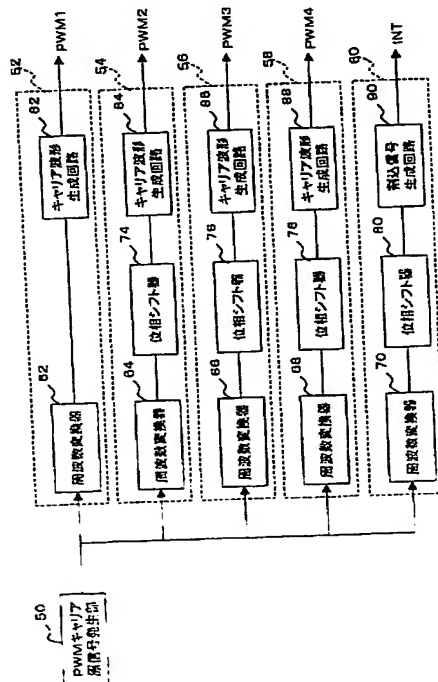 50
PWMキャリア
源信号発生部
62
周波数変換器
82
キャリア波形
生成回路
52
PWM1
64
周波数変換器
74
位相シフト器
84
キャリア波形
生成回路
54
PWM2
66
周波数変換器
76
位相シフト器
86
キャリア波形
生成回路
56
PWM3
68
周波数変換器
78
位相シフト器
88
キャリア波形
生成回路
58
PWM4
70
周波数変換器
80
位相シフト器
90
割込信号
生成回路
60
INT